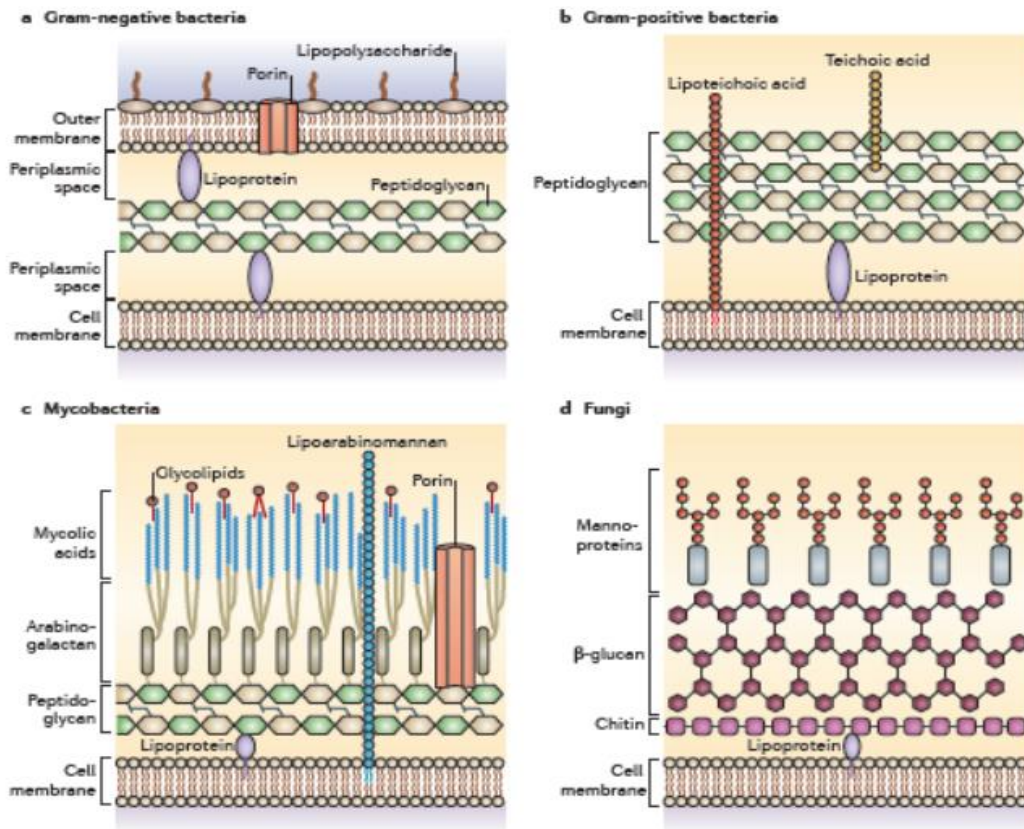 a Gram-negative bacteria
Lipopolysaccharide
Porin
Outer
membrane
Periplasmic
space
Lipoprotein
Peptidoglycan
Periplasmic
space
Cell
membrane
b Gram-positive bacteria
Teichoic acid
Lipoteichoic acid
Peptidoglycan
Lipoprotein
Cell
membrane
c Mycobacteria
Lipoarabinomannan
Glycolipids
Porin
Mycolic
acids
Arabino-
galactan
Peptido-
glycan
Lipoprotein
Cell
membrane
d Fungi
Manno-
proteins
β-glucan
Chitin
Lipoprotein
Cell
membrane